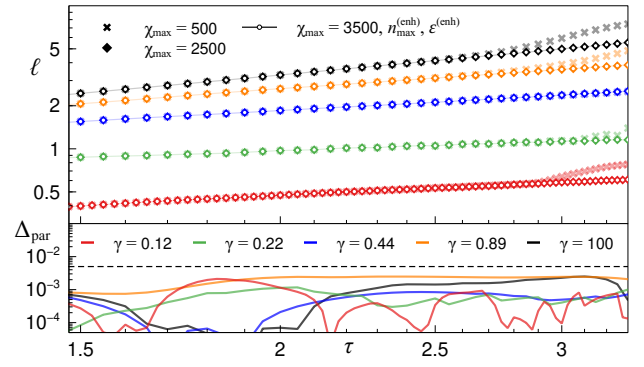 χmax = 500 χmax = 3500, nmax(enh), ε(enh)
χmax = 2500
5
ℓ
2
1
0.5
Δpar
γ = 0.12 γ = 0.22 γ = 0.44 γ = 0.89 γ = 100
10−2
10−3
10−4
1.5 2 τ 2.5 3